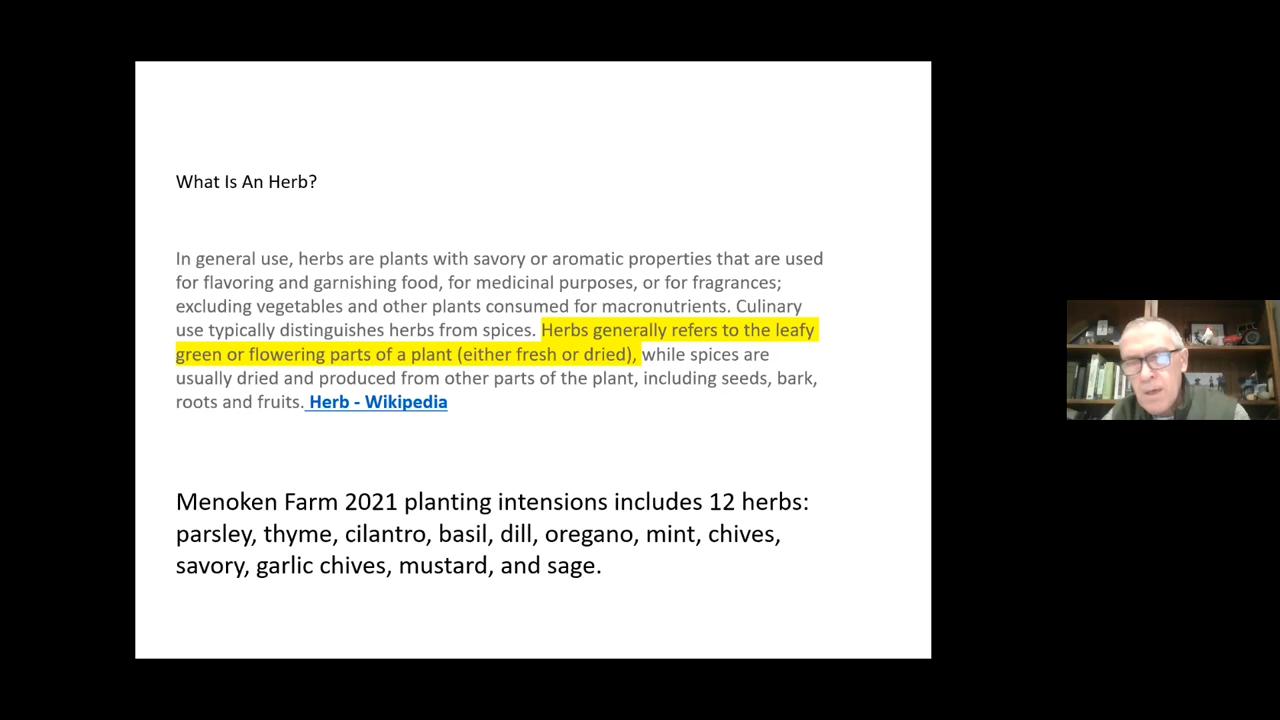 What Is An Herb?
In general use, herbs are plants with savory or aromatic properties that are used
for flavoring and garnishing food, for medicinal purposes, or for fragrances;
excluding vegetables and other plants consumed for macronutrients. Culinary
use typically distinguishes herbs from spices. Herbs generally refers to the leafy
green or flowering parts of a plant (either fresh or dried), while spices are
usually dried and produced from other parts of the plant, including seeds, bark,
roots and fruits. Herb - Wikipedia
Menoken Farm 2021 planting intensions includes 12 herbs:
parsley, thyme, cilantro, basil, dill, oregano, mint, chives,
savory, garlic chives, mustard, and sage.